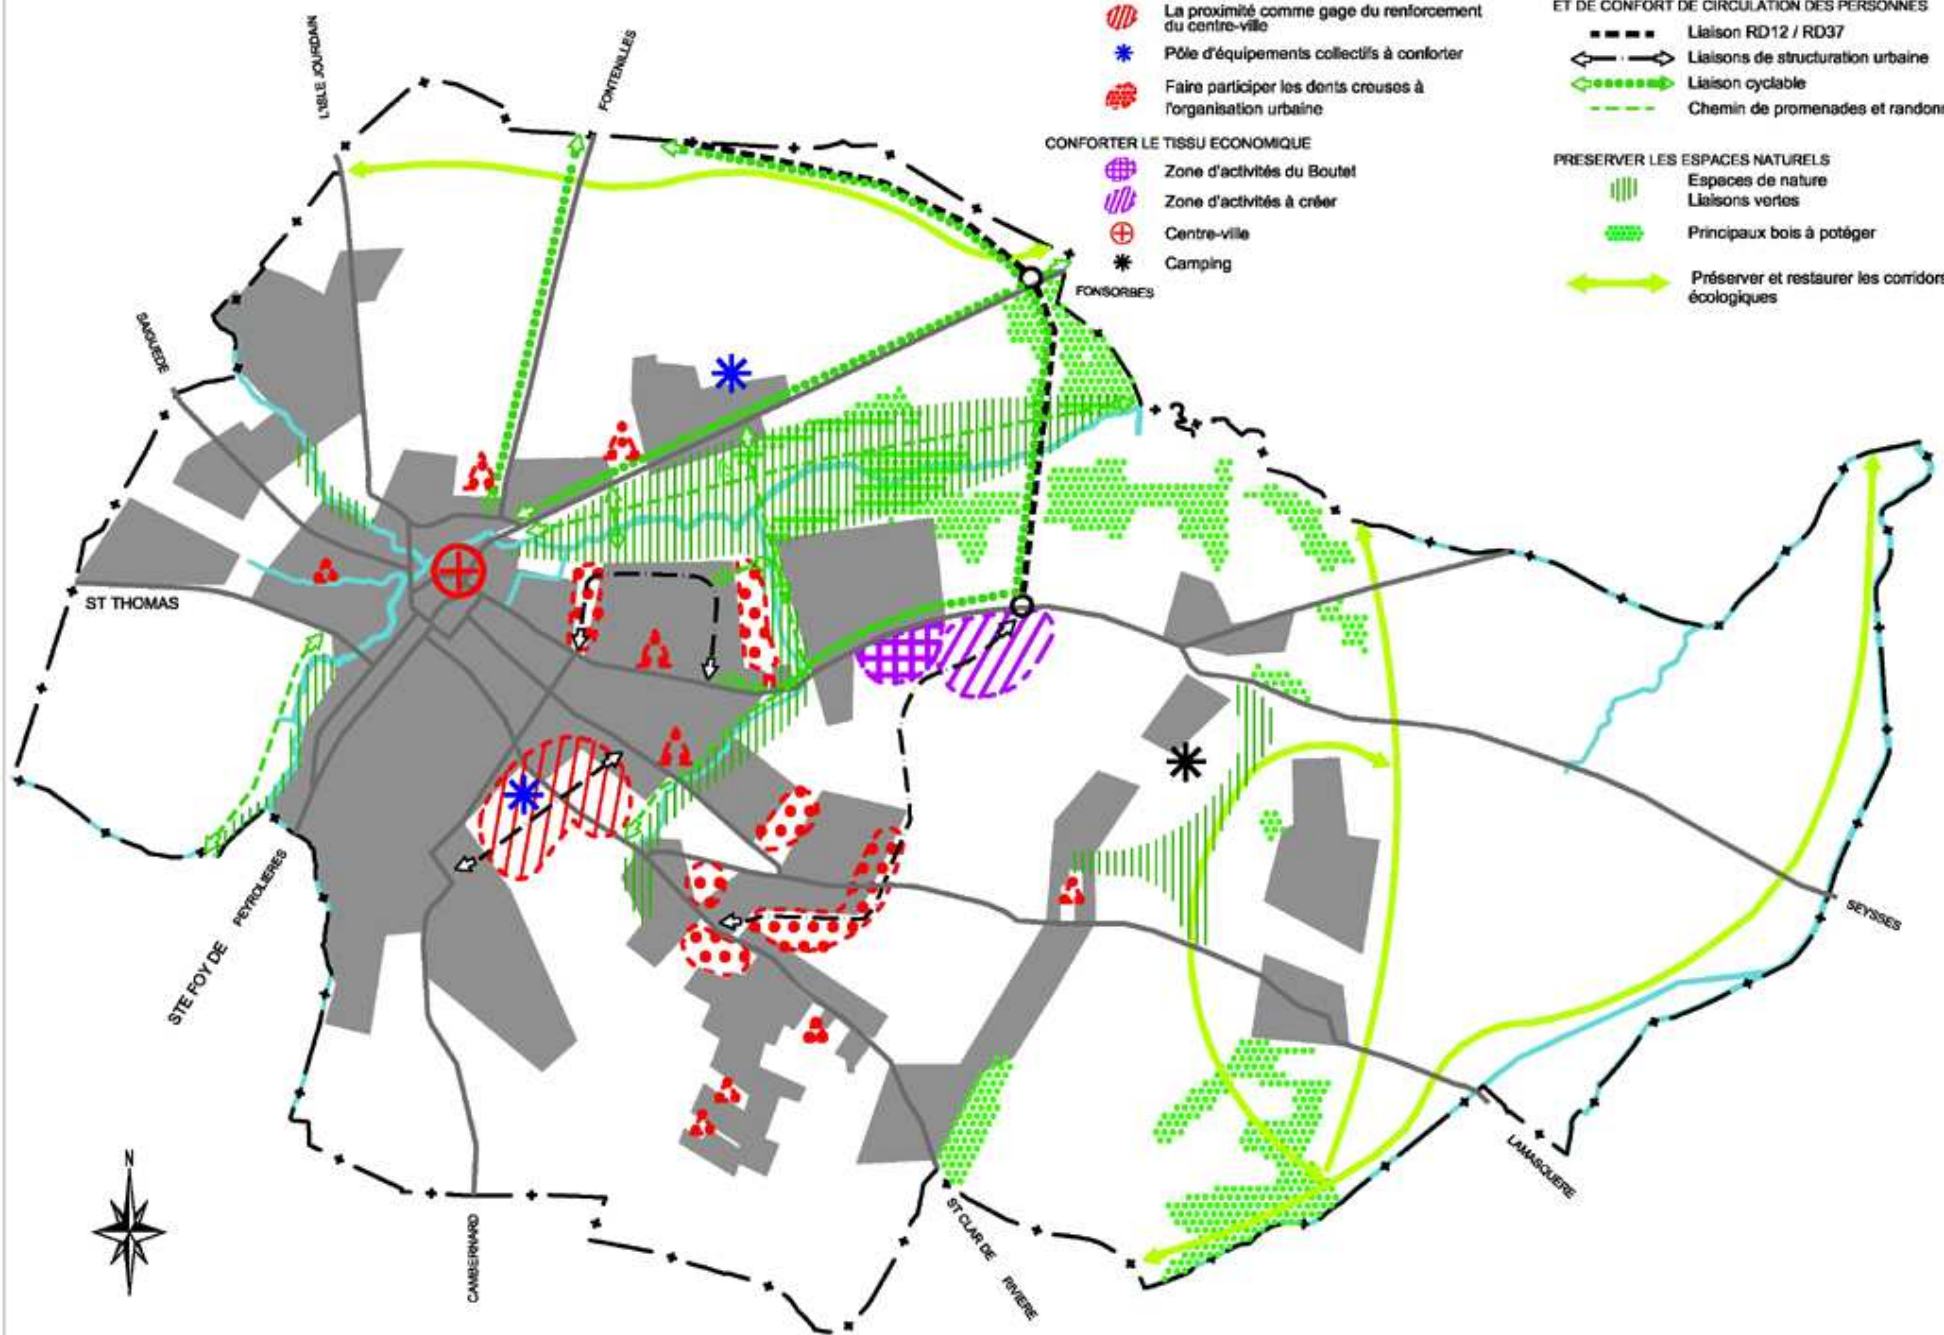 La proximité comme gage du renforcement
du centre-ville
Pôle d'équipements collectifs à conforter
Faire participer les dents creuses à
l'organisation urbaine
CONFORTER LE TISSU ECONOMIQUE
Zone d'activités du Boutet
Zone d'activités à créer
Centre-ville
Camping
ET DE CONFORT DE CIRCULATION DES PERSONNES
Liaison RD12 / RD37
Liaisons de structuration urbaine
Liaison cyclable
Chemin de promenades et randonn
PRESERVER LES ESPACES NATURELS
Espaces de nature
Liaisons vertes
Principaux bois à potéger
Préserver et restaurer les corridors
écologiques
L'ISLE JOURDAIN
FONTENILLES
FONSORBES
SAIGUEDE
ST THOMAS
STE FOY DE PEYROLIERES
SEYSSES
LAMASQUERE
ST CLAR DE RIVIERE
CAMBERNARD
N